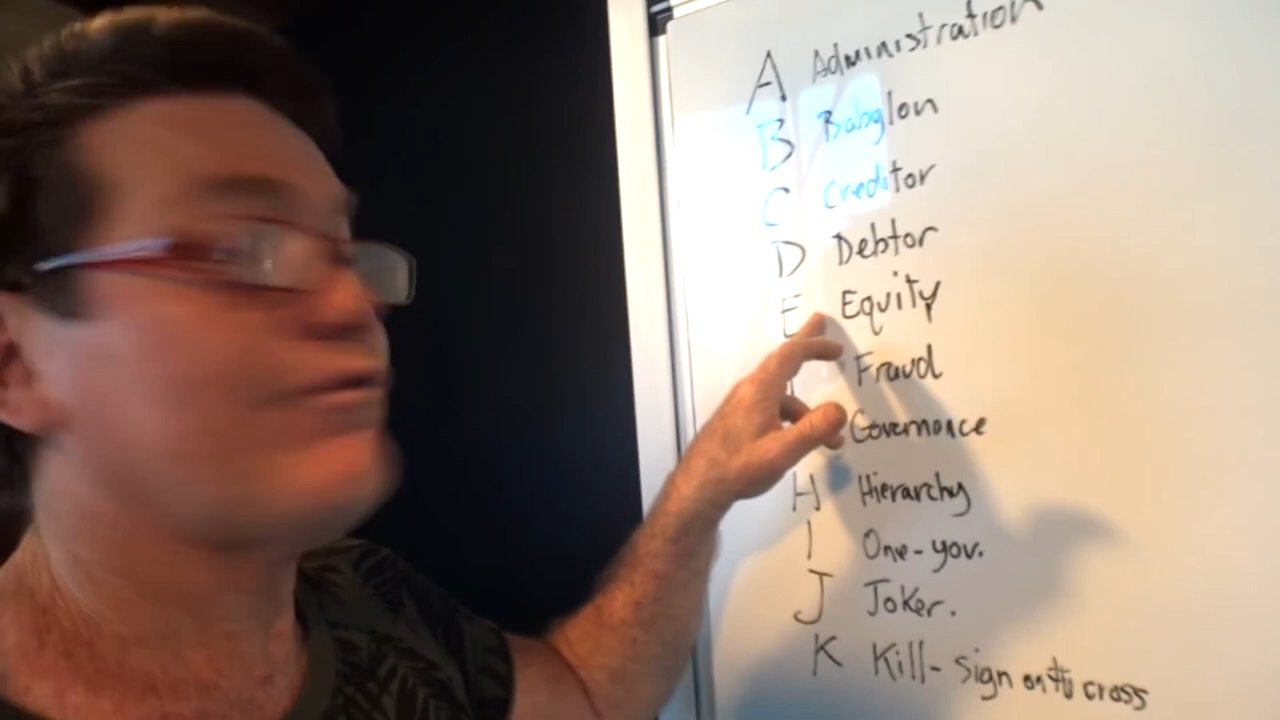 A Administration
B Babylon
C Creditor
D Debtor
E Equity
Fraud
Governance
H Hierarchy
I One-you.
J Joker.
K Kill- sign on the cross